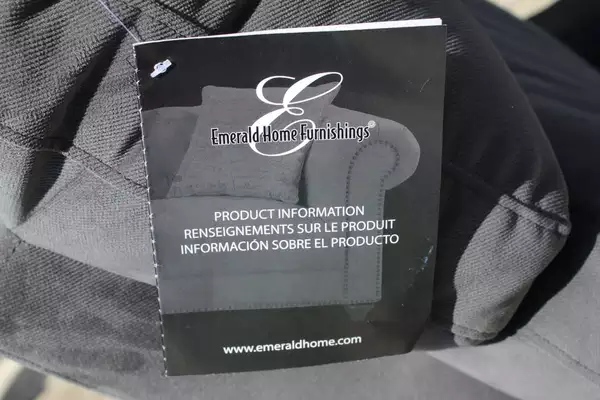 E
Emerald Home Furnishings®
PRODUCT INFORMATION
RENSEIGNEMENTS SUR LE PRODUIT
INFORMACIÓN SOBRE EL PRODUCTO
www.emeraldhome.com